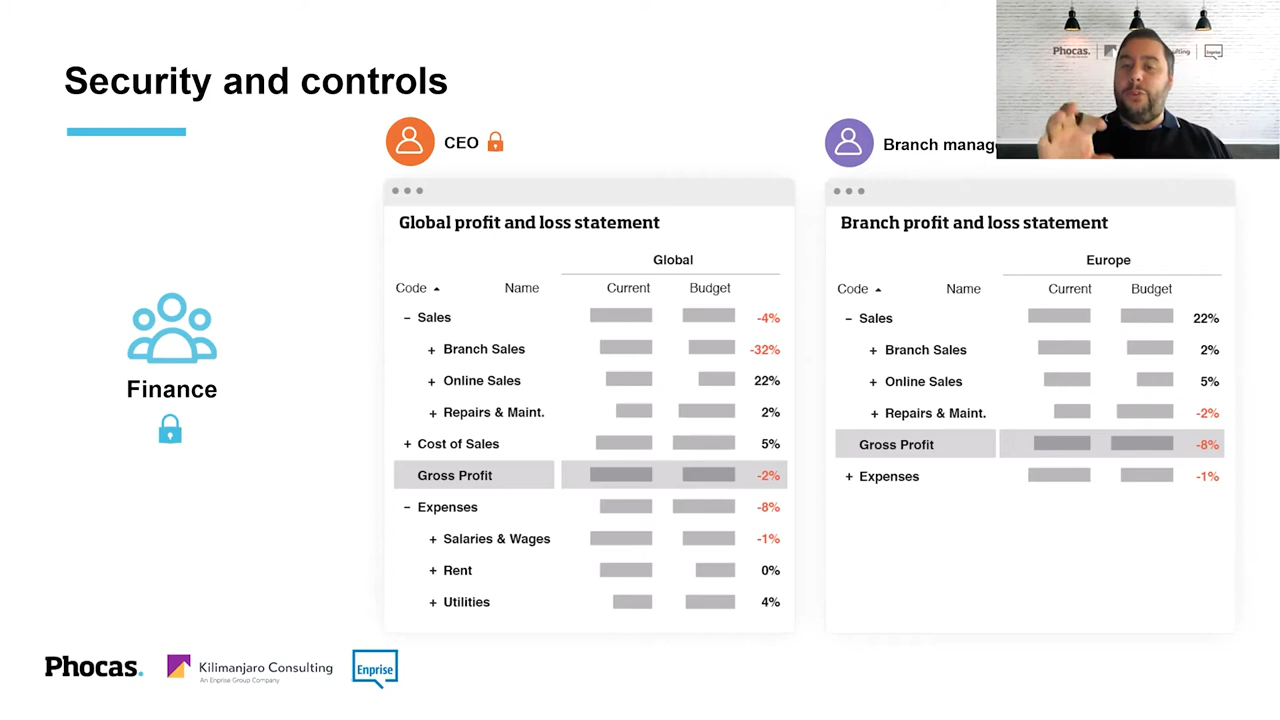 Security and controls
Phocas.
CEO
Branch
Global profit and loss statement
Global
Code Name Current Budget
− Sales -4%
+ Branch Sales -32%
+ Online Sales 22%
+ Repairs & Maint. 2%
+ Cost of Sales 5%
Gross Profit -2%
− Expenses -8%
+ Salaries & Wages -1%
+ Rent 0%
+ Utilities 4%
Branch profit and loss statement
Europe
Code Name Current Budget
− Sales 22%
+ Branch Sales 2%
+ Online Sales 5%
+ Repairs & Maint. -2%
Gross Profit -8%
+ Expenses -1%
Finance
Phocas.
Kilimanjaro Consulting
An Enprise Group Company
Enprise